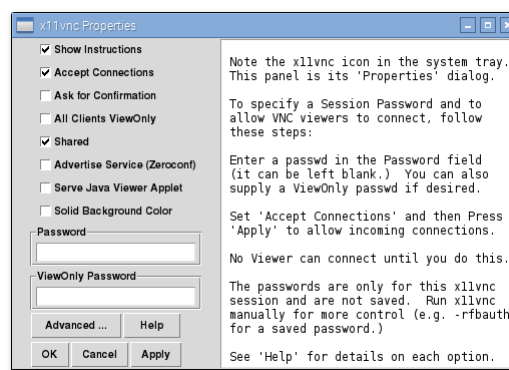 x11vnc Properties
Show Instructions
Accept Connections
Ask for Confirmation
All Clients ViewOnly
Shared
Advertise Service (Zeroconf)
Serve Java Viewer Applet
Solid Background Color
Password
ViewOnly Password
Advanced ...
Help
OK
Cancel
Apply
Note the x11vnc icon in the system tray.
This panel is its 'Properties' dialog.
To specify a Session Password and to
allow VNC viewers to connect, follow
these steps:
Enter a passwd in the Password field
(it can be left blank.)  You can also
supply a ViewOnly passwd if desired.
Set 'Accept Connections' and then Press
'Apply' to allow incoming connections.
No Viewer can connect until you do this.
The passwords are only for this x11vnc
session and are not saved.  Run x11vnc
manually for more control (e.g. -rfbauth
for a saved password.)
See 'Help' for details on each option.